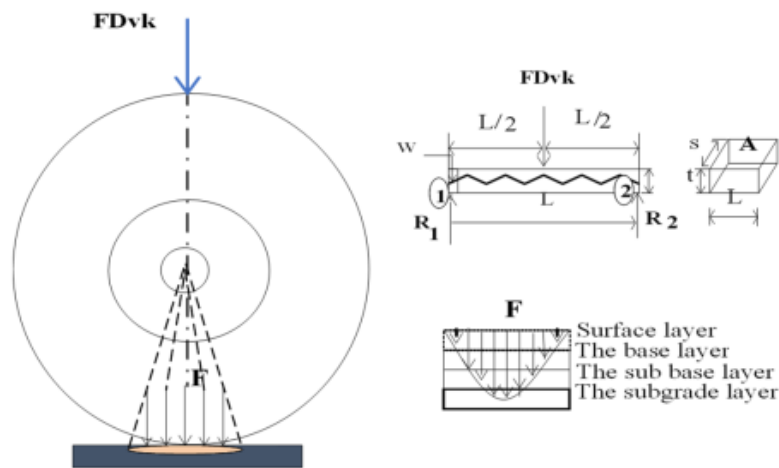 FDvk
F
FDvk
L/2
L/2
W
1
L
2
R1
R2
S
A
t
L
F
Surface layer
The base layer
The sub base layer
The subgrade layer